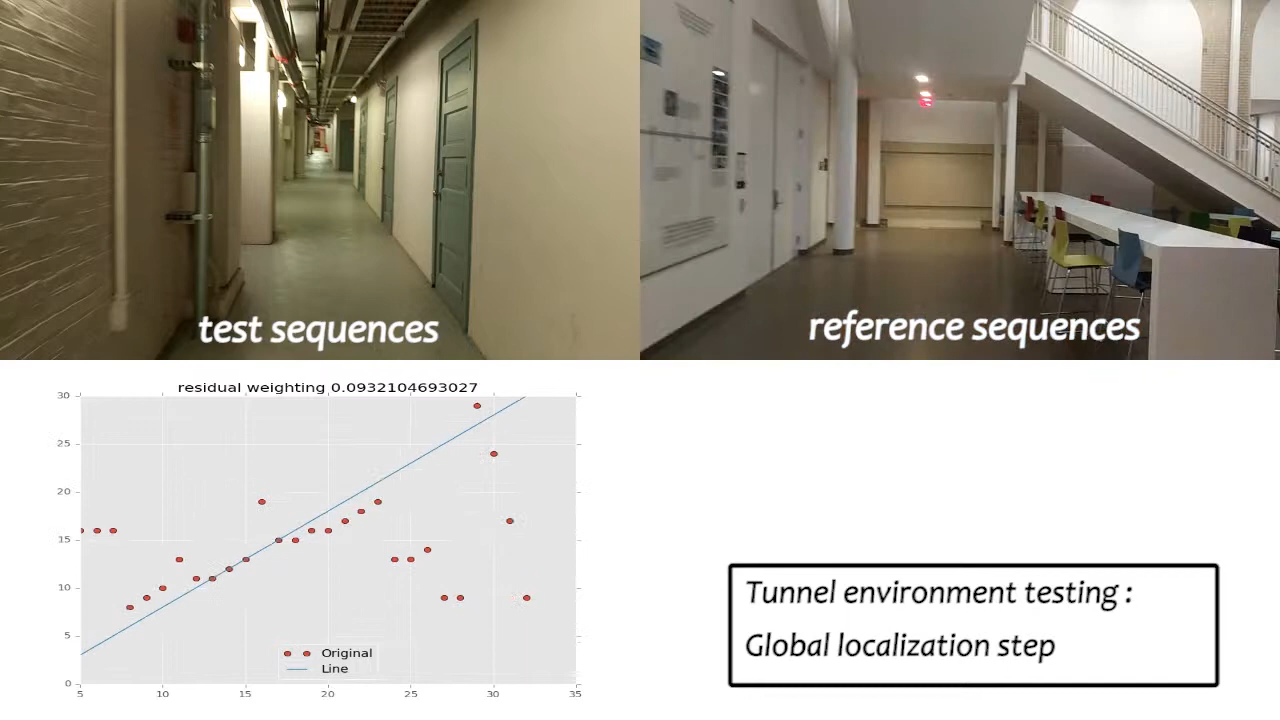 test sequences
reference sequences
residual weighting 0.0932104693027
30
25
20
15
10
5
0
5
10
15
20
25
30
35
Original
Line
Tunnel environment testing :
Global localization step